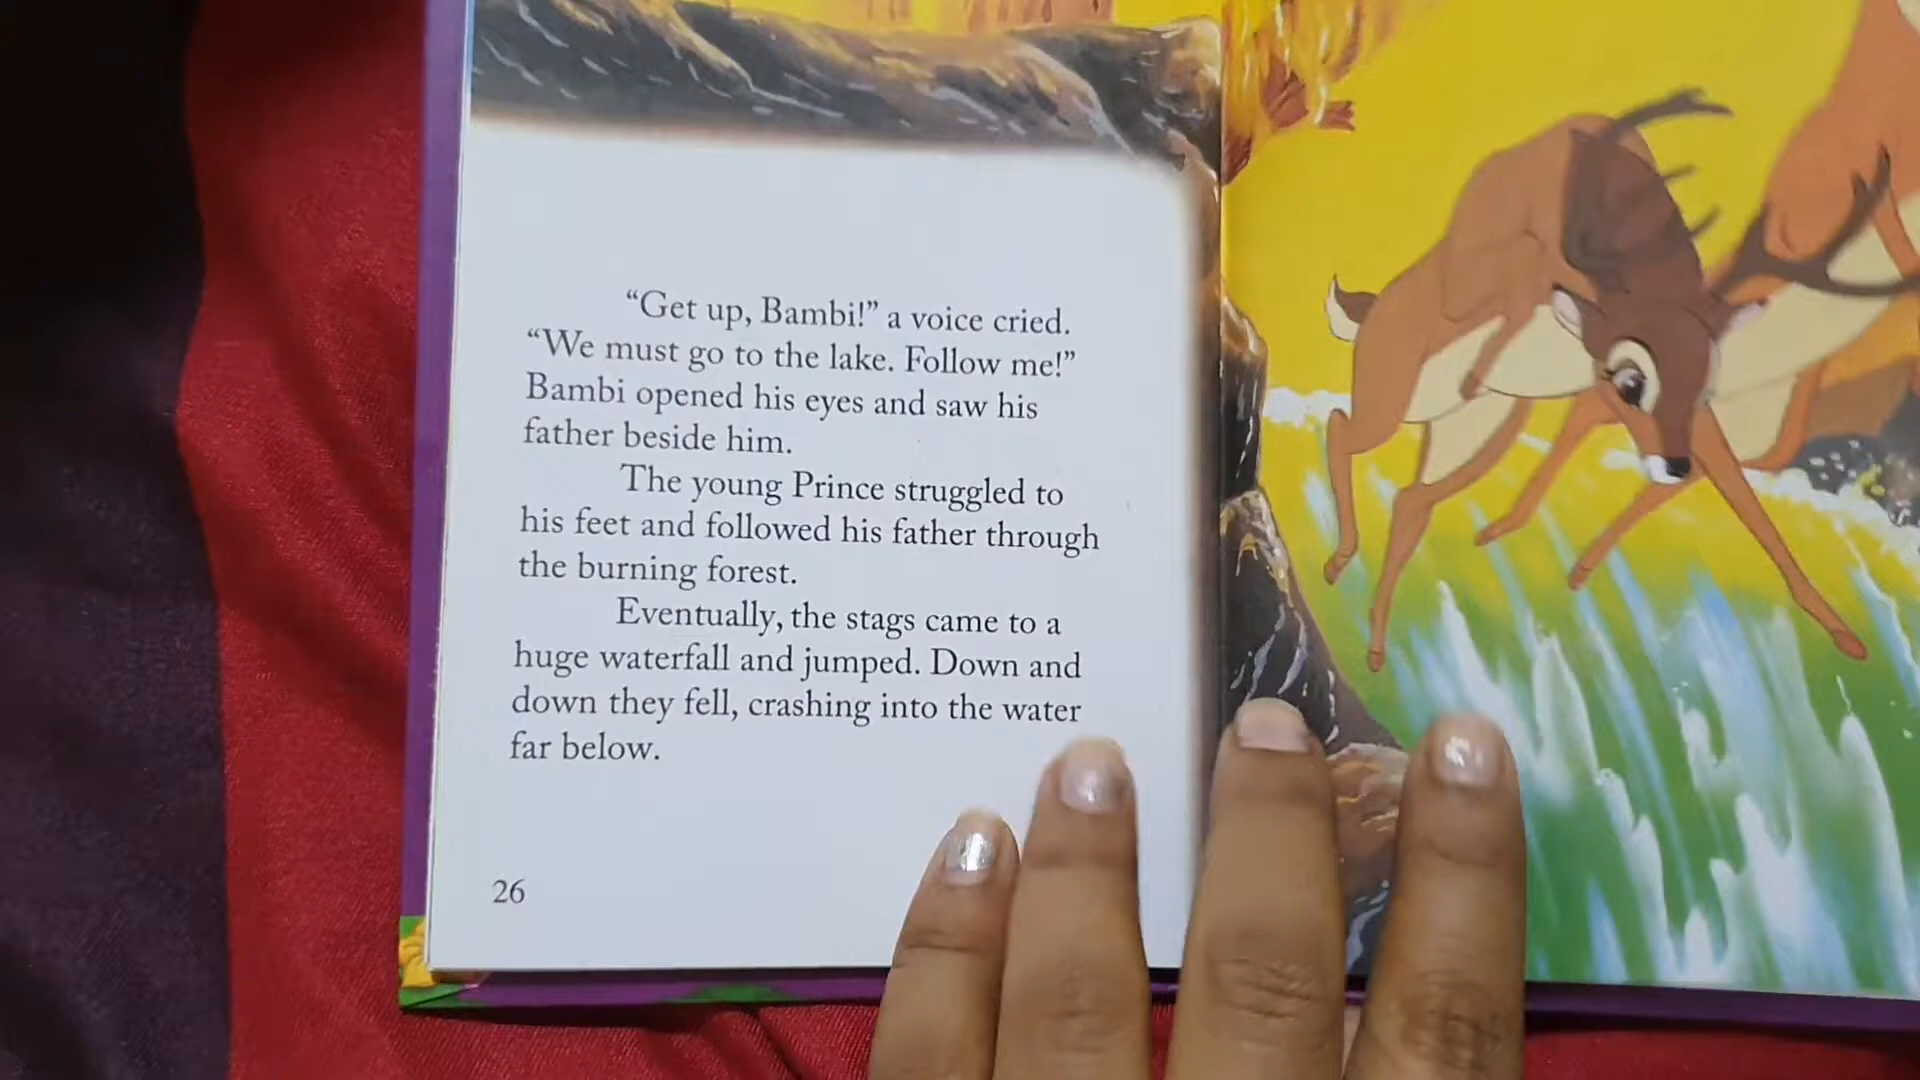 “Get up, Bambi!” a voice cried.
“We must go to the lake. Follow me!”
Bambi opened his eyes and saw his
father beside him.
The young Prince struggled to
his feet and followed his father through
the burning forest.
Eventually, the stags came to a
huge waterfall and jumped. Down and
down they fell, crashing into the water
far below.
26